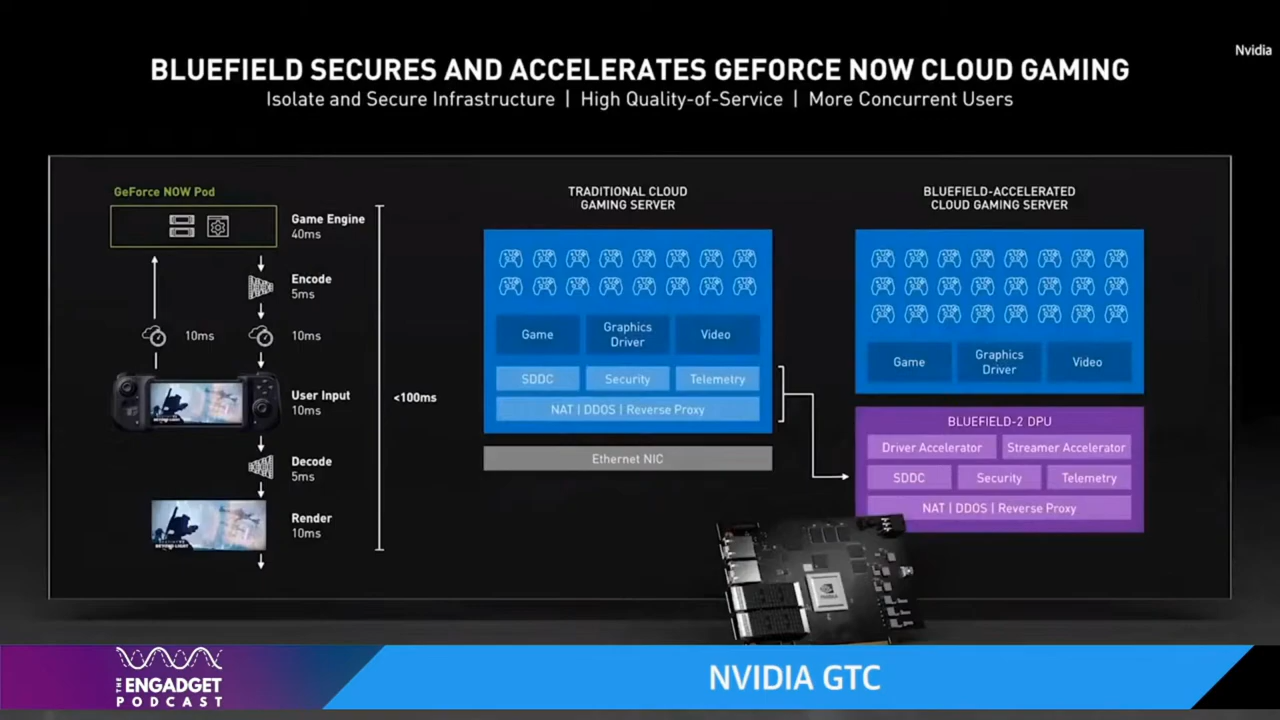 Nvidia
BLUEFIELD SECURES AND ACCELERATES GEFORCE NOW CLOUD GAMING
Isolate and Secure Infrastructure | High Quality-of-Service | More Concurrent Users
GeForce NOW Pod
Game Engine
40ms
Encode
5ms
10ms
10ms
User Input
10ms
Decode
5ms
Render
10ms
<100ms
TRADITIONAL CLOUD
GAMING SERVER
Game
Graphics
Driver
Video
SDDC
Security
Telemetry
NAT | DDOS | Reverse Proxy
Ethernet NIC
BLUEFIELD-ACCELERATED
CLOUD GAMING SERVER
Game
Graphics
Driver
Video
BLUEFIELD-2 DPU
Driver Accelerator
Streamer Accelerator
SDDC
Security
Telemetry
NAT | DDOS | Reverse Proxy
THE
ENGADGET
PODCAST
NVIDIA GTC